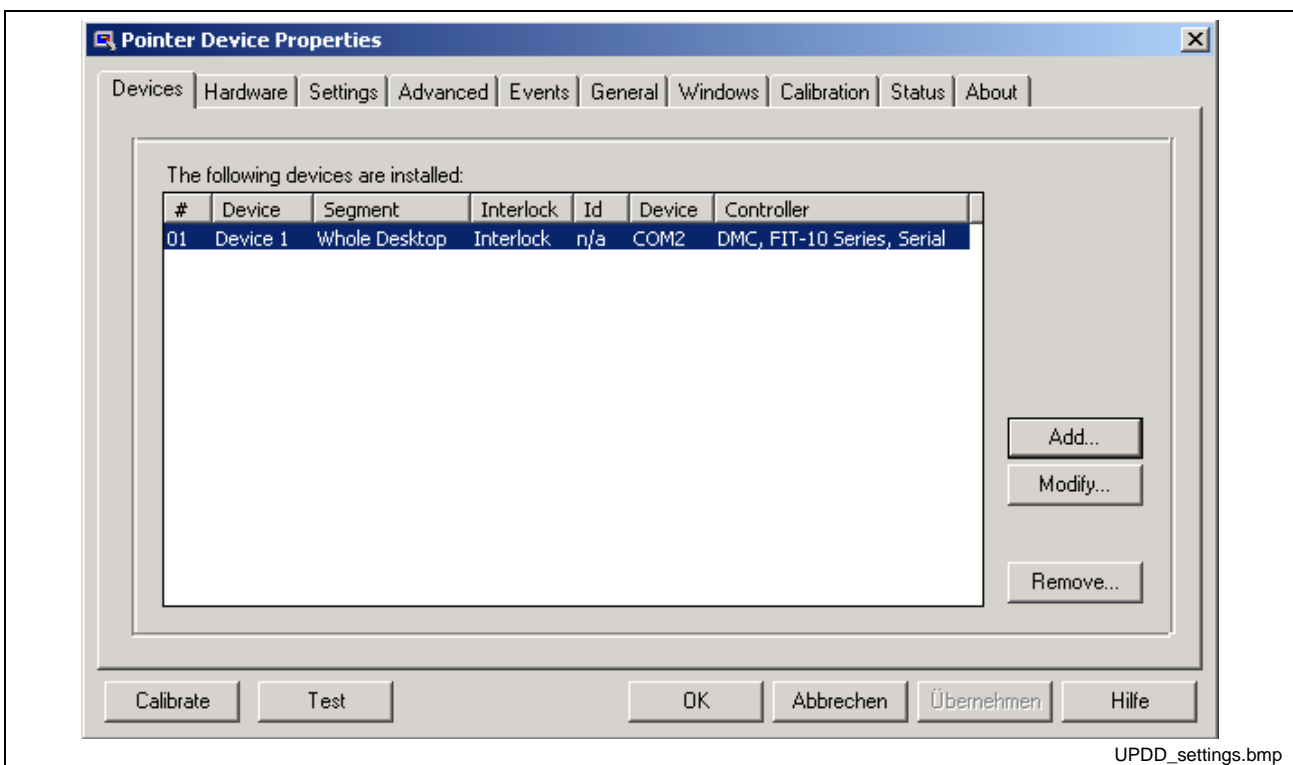 Pointer Device Properties
Devices Hardware Settings Advanced Events General Windows Calibration Status About
The following devices are installed:
# Device Segment Interlock Id Device Controller
01 Device 1 Whole Desktop Interlock n/a COM2 DMC, FIT-10 Series, Serial
Add...
Modify...
Remove...
Calibrate Test OK Abbrechen Übernehmen Hilfe
UPDD_settings.bmp